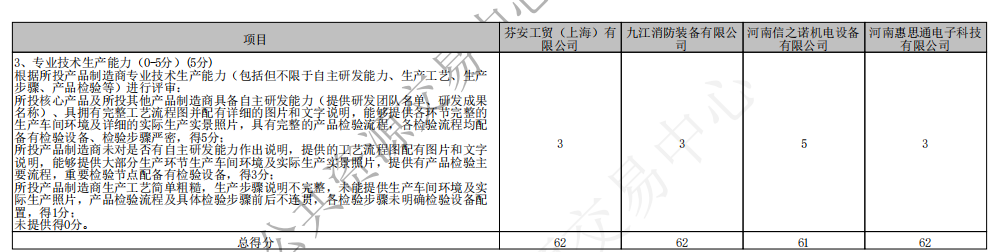 项目
芬安工贸（上海）有限公司
九江消防装备有限公司
河南信之诺机电设备有限公司
河南惠思通电子科技有限公司
3、专业技术生产能力（0-5分）(5分)
根据所投产品制造商专业技术生产能力（包括但不限于自主研发能力、生产工艺、生产
步骤、产品检验等）进行评审：
所投核心产品及所投其他产品制造商具备自主研发能力（提供研发团队名单、研发成果
名称）、具拥有完整工艺流程图并配有详细的图片和文字说明，能够提供各环节完整的
生产车间环境及详细的实际生产实景照片，具有完整的产品检验流程，各检验流程均配
备有检验设备、检验步骤严密，得5分；
所投产品制造商未对是否有自主研发能力作出说明，提供的工艺流程图配有图片和文字
说明，能够提供大部分生产环节生产车间环境及实际生产实景照片，提供有产品检验主
要流程，重要检验节点配备有检验设备，得3分；
所投产品制造商生产工艺简单粗糙，生产步骤说明不完整，未能提供生产车间环境及实
际生产照片，产品检验流程及具体检验步骤前后不连贯，各检验步骤未明确检验设备配
置，得1分；
未提供得0分。
3
3
5
3
总得分
62
62
61
62
公共资源交易中心
交易中心